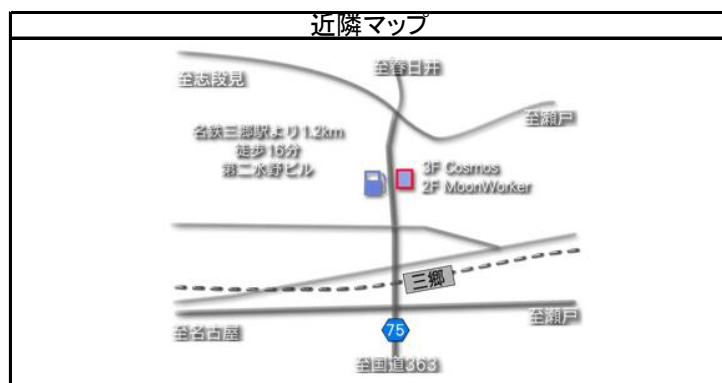 近隣マップ
至春日井
至志段見
至瀬戸
名鉄三郷駅より1.2km
徒歩16分
第二水野ビル
3F Cosmos
2F MoonWorker
三郷
至瀬戸
至名古屋
75
至国道363